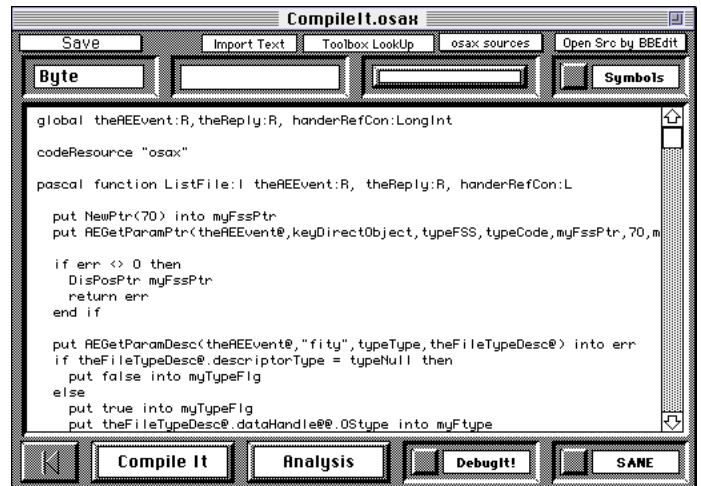 CompileIt.osax
Save
Import Text
Toolbox LookUp
osax sources
Open Src by BBEdit
Byte
Symbols
global theAEEvent:R,theReply:R, handerRefCon:LongInt
codeResource "osax"
pascal function ListFile:I theAEEvent:R, theReply:R, handerRefCon:L
put NewPtr(70) into myFssPtr
put AEGetParamPtr(theAEEvent@,keyDirectObject,typeFSS,typeCode,myFssPtr,70,m
if err <> 0 then
DisPosPtr myFssPtr
return err
end if
put AEGetParamDesc(theAEEvent@,"fity",typeType,theFileTypeDesc@) into err
if theFileTypeDesc@.descriptorType = typeNull then
put false into myTypeFlg
else
put true into myTypeFlg
put theFileTypeDesc@.dataHandle@@.OStype into myFtype
Compile It
Analysis
DebugIt!
SANE